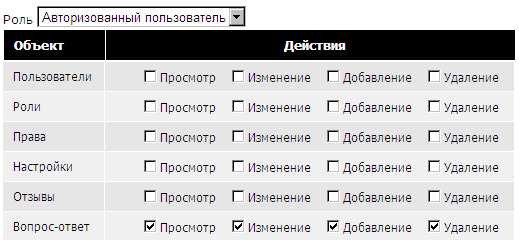 Роль Авторизованный пользователь
Объект Действия
Пользователи Просмотр Изменение Добавление Удаление
Роли Просмотр Изменение Добавление Удаление
Права Просмотр Изменение Добавление Удаление
Настройки Просмотр Изменение Добавление Удаление
Отзывы Просмотр Изменение Добавление Удаление
Вопрос-ответ Просмотр Изменение Добавление Удаление